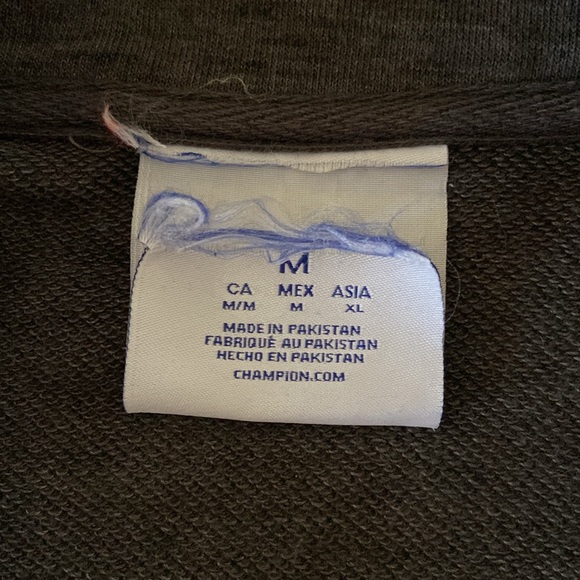 M
CA MEX ASIA
M/M M XL
MADE IN PAKISTAN
FABRIQUÉ AU PAKISTAN
HECHO EN PAKISTAN
CHAMPION.COM